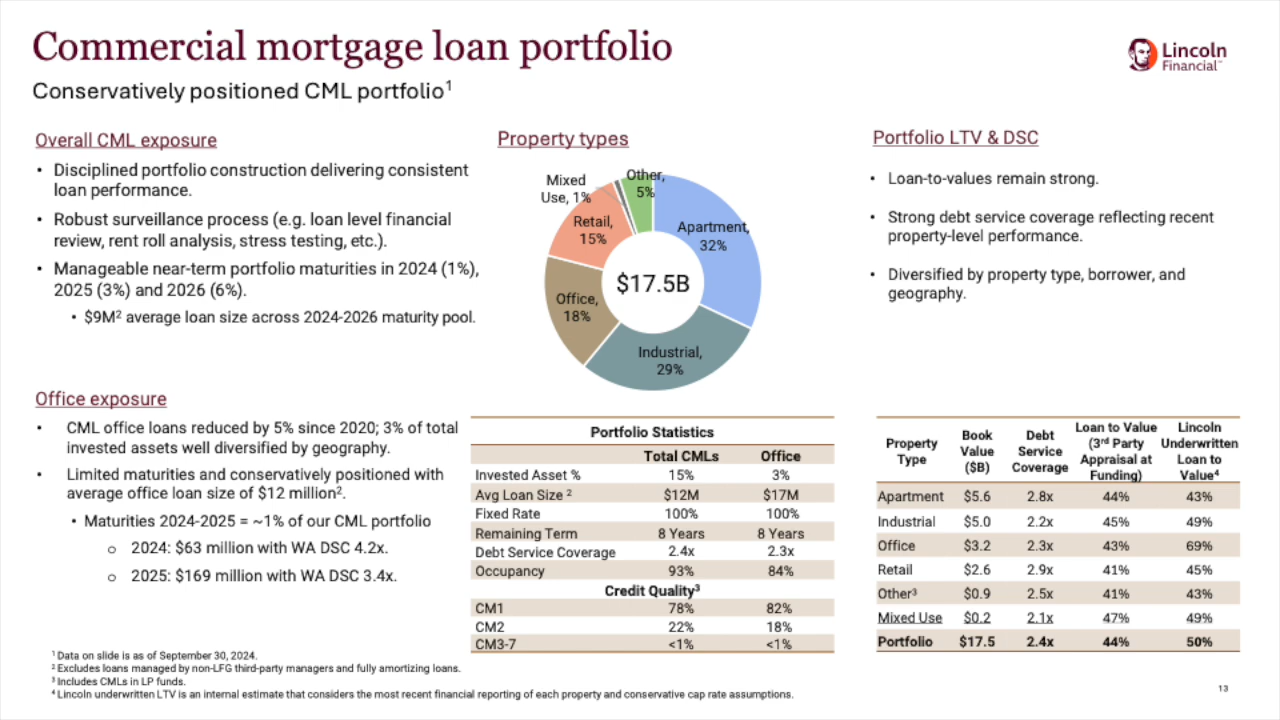 Commercial mortgage loan portfolio
Lincoln
Financial℠
Conservatively positioned CML portfolio¹
Overall CML exposure
• Disciplined portfolio construction delivering consistent
loan performance.
• Robust surveillance process (e.g. loan level financial
review, rent roll analysis, stress testing, etc.).
• Manageable near-term portfolio maturities in 2024 (1%),
2025 (3%) and 2026 (6%).
• $9M² average loan size across 2024-2026 maturity pool.
Office exposure
• CML office loans reduced by 5% since 2020; 3% of total
invested assets well diversified by geography.
• Limited maturities and conservatively positioned with
average office loan size of $12 million².
• Maturities 2024-2025 = ~1% of our CML portfolio
o 2024: $63 million with WA DSC 4.2x.
o 2025: $169 million with WA DSC 3.4x.
Property types
Mixed
Use, 1%
Other,
5%
Apartment,
32%
Retail,
15%
$17.5B
Office,
18%
Industrial,
29%
Portfolio Statistics
Total CMLs Office
Invested Asset % 15% 3%
Avg Loan Size ² $12M $17M
Fixed Rate 100% 100%
Remaining Term 8 Years 8 Years
Debt Service Coverage 2.4x 2.3x
Occupancy 93% 84%
Credit Quality³
CM1 78% 82%
CM2 22% 18%
CM3-7 <1% <1%
Portfolio LTV & DSC
• Loan-to-values remain strong.
• Strong debt service coverage reflecting recent
property-level performance.
• Diversified by property type, borrower, and
geography.
Property
Type
Book
Value
($B)
Debt
Service
Coverage
Loan to Value
(3rd Party
Appraisal at
Funding)
Lincoln
Underwritten
Loan to
Value⁴
Apartment $5.6 2.8x 44% 43%
Industrial $5.0 2.2x 45% 49%
Office $3.2 2.3x 43% 69%
Retail $2.6 2.9x 41% 45%
Other³ $0.9 2.5x 41% 43%
Mixed Use $0.2 2.1x 47% 49%
Portfolio $17.5 2.4x 44% 50%
¹ Data on slide is as of September 30, 2024.
² Excludes loans managed by non-LFG third-party managers and fully amortizing loans.
³ Includes CMLs in LP funds.
⁴ Lincoln underwritten LTV is an internal estimate that considers the most recent financial reporting of each property and conservative cap rate assumptions.
13